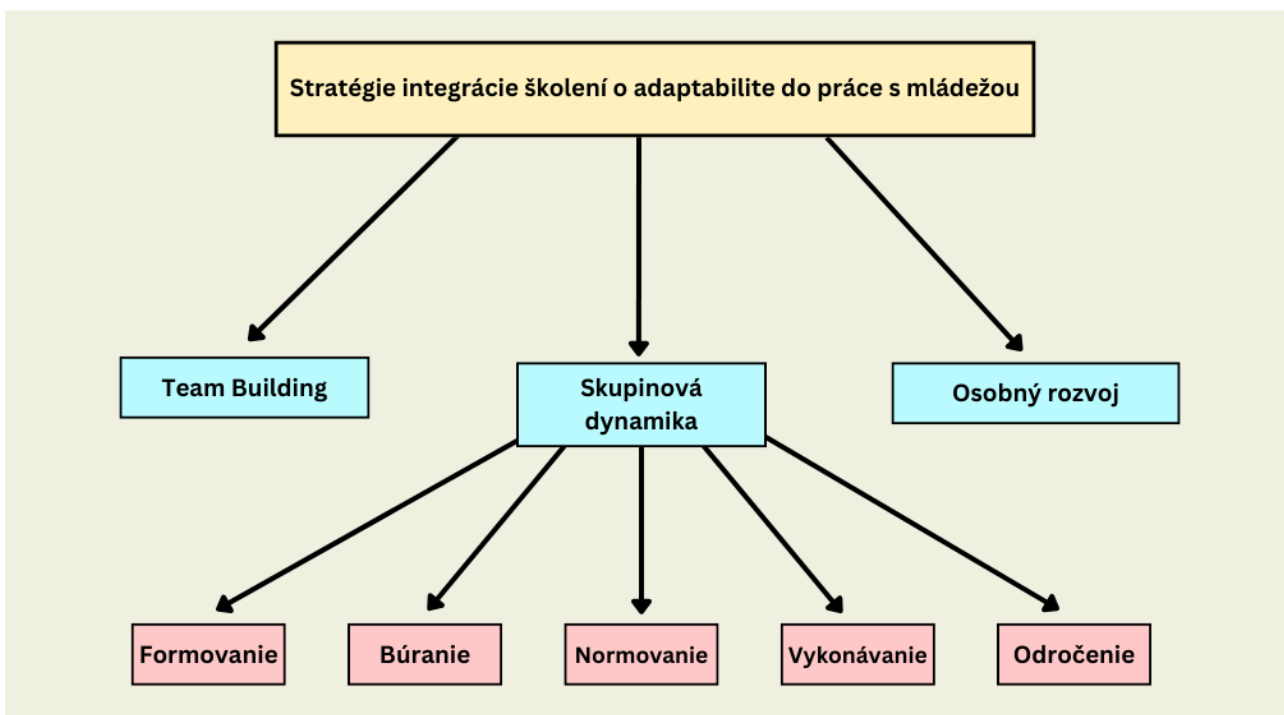 Stratégie integrácie školení o adaptabilite do práce s mládežou
Team Building
Skupinová
dynamika
Osobný rozvoj
Formovanie
Búranie
Normovanie
Vykonávanie
Odročenie